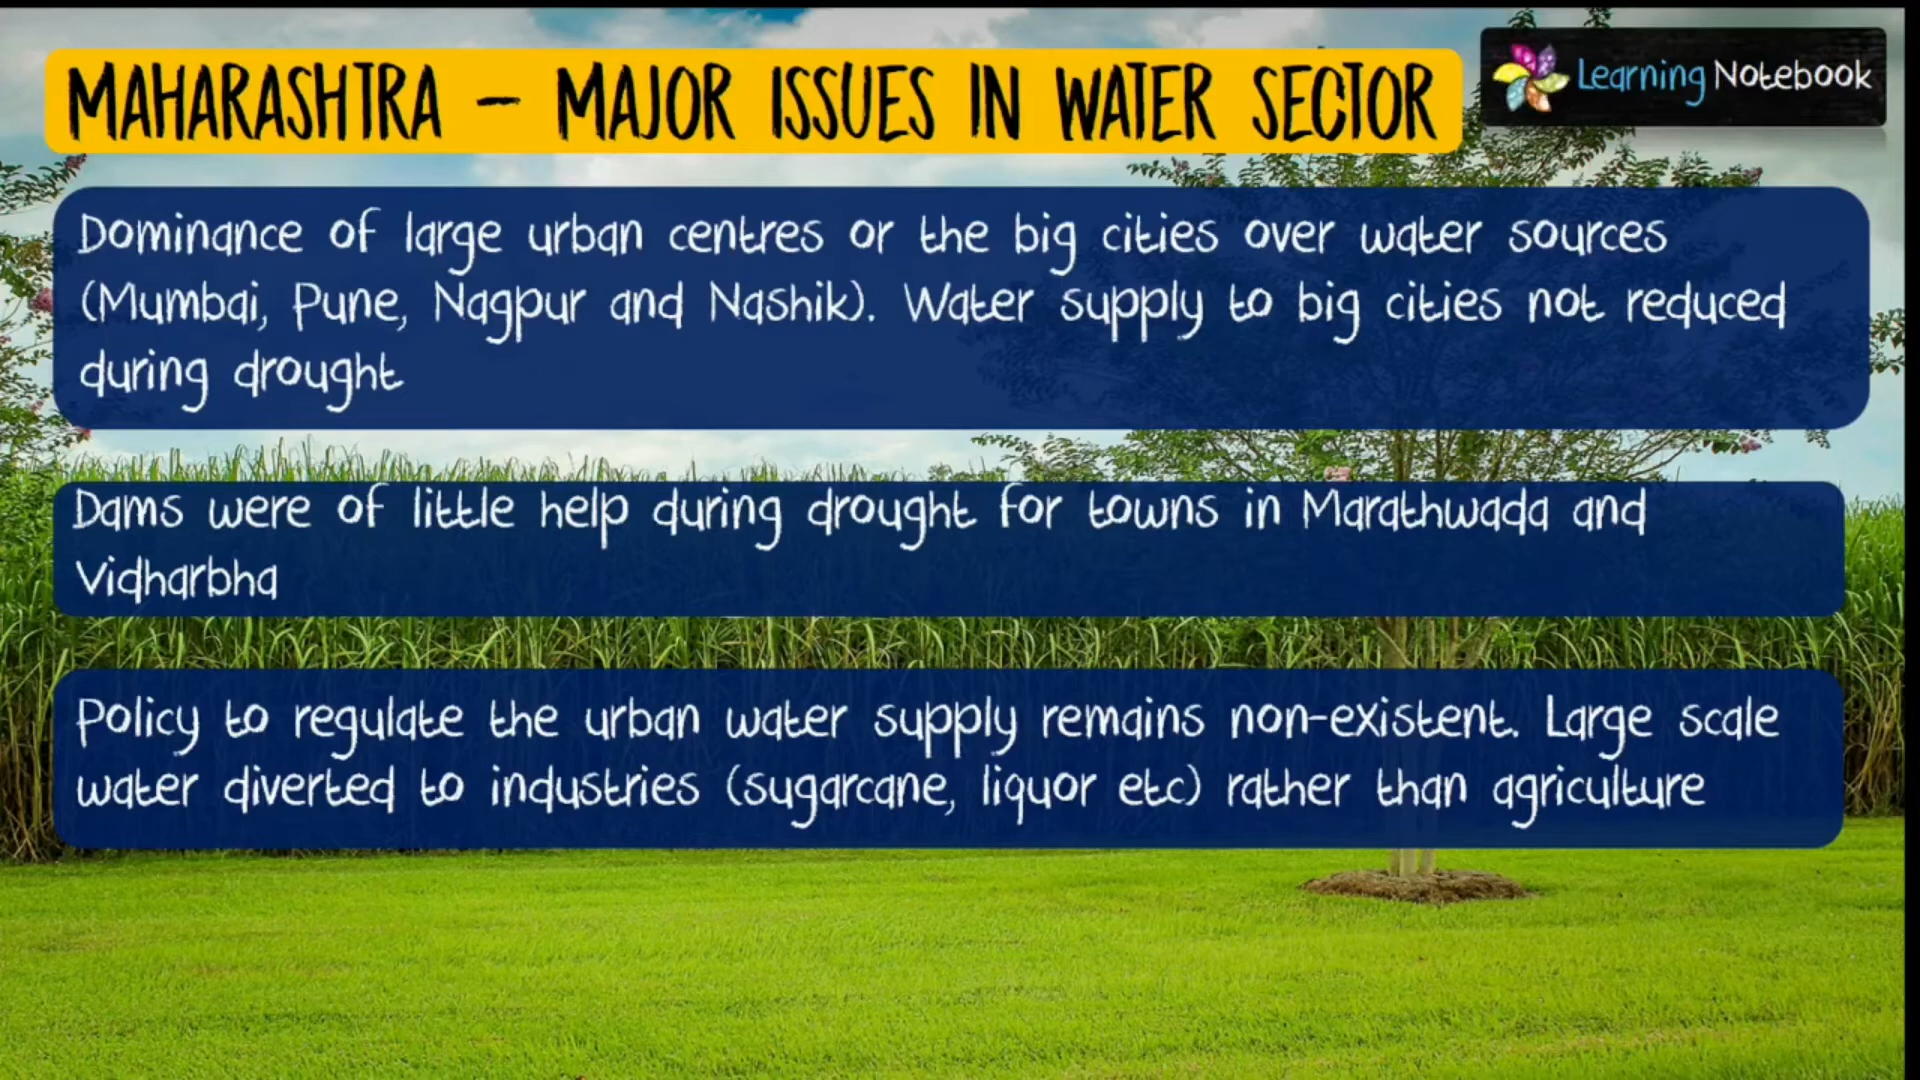 MAHARASHTRA - MAJOR ISSUES IN WATER SECTOR
Learning Notebook
Dominance of large urban centres or the big cities over water sources
(Mumbai, Pune, Nagpur and Nashik). Water supply to big cities not reduced
during drought
Dams were of little help during drought for towns in Marathwada and
Vidharbha
Policy to regulate the urban water supply remains non-existent. Large scale
water diverted to industries (sugarcane, liquor etc) rather than agriculture